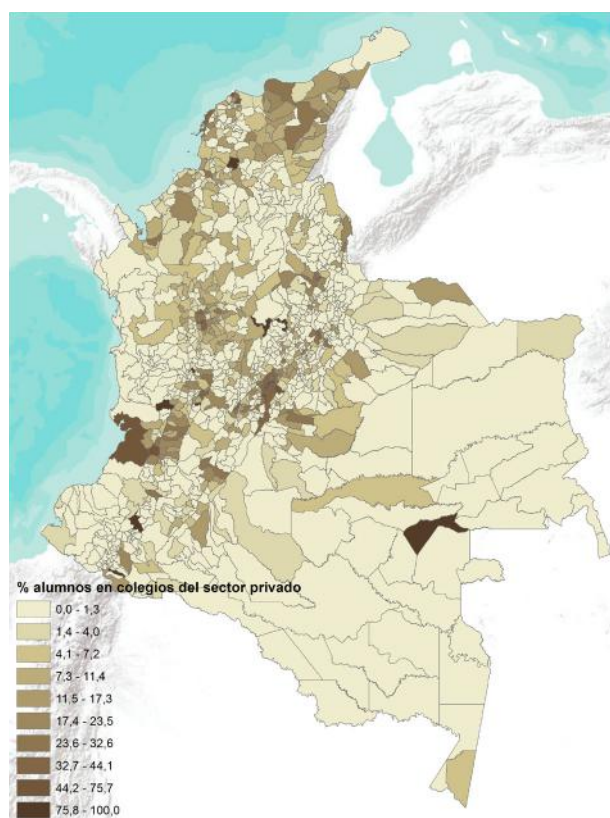 % alumnos en colegios del sector privado
0,0 - 1,3
1,4 - 4,0
4,1 - 7,2
7,3 - 11,4
11,5 - 17,3
17,4 - 23,5
23,6 - 32,6
32,7 - 44,1
44,2 - 75,7
75,8 - 100,0